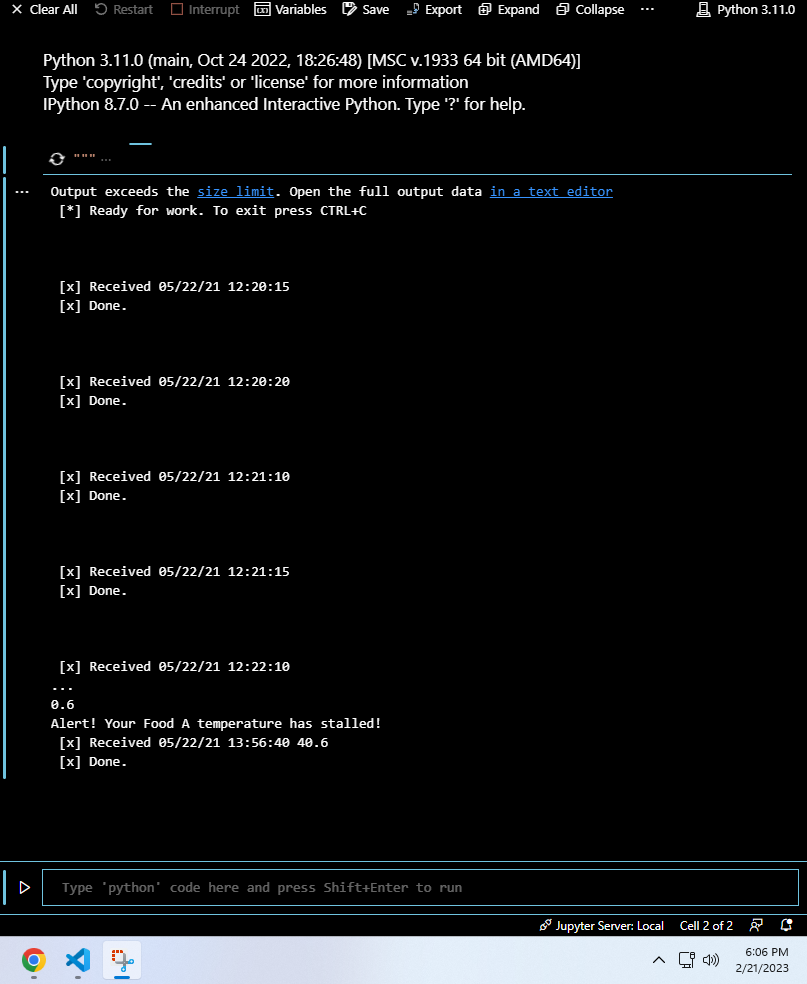 Clear All Restart Interrupt Variables Save Export Expand Collapse ... Python 3.11.0
Python 3.11.0 (main, Oct 24 2022, 18:26:48) [MSC v.1933 64 bit (AMD64)]
Type 'copyright', 'credits' or 'license' for more information
IPython 8.7.0 -- An enhanced Interactive Python. Type '?' for help.
""" ...
... Output exceeds the size limit. Open the full output data in a text editor
[*] Ready for work. To exit press CTRL+C
[x] Received 05/22/21 12:20:15
[x] Done.
[x] Received 05/22/21 12:20:20
[x] Done.
[x] Received 05/22/21 12:21:10
[x] Done.
[x] Received 05/22/21 12:21:15
[x] Done.
[x] Received 05/22/21 12:22:10
...
0.6
Alert! Your Food A temperature has stalled!
[x] Received 05/22/21 13:56:40 40.6
[x] Done.
Type 'python' code here and press Shift+Enter to run
Jupyter Server: Local Cell 2 of 2
6:06 PM
2/21/2023